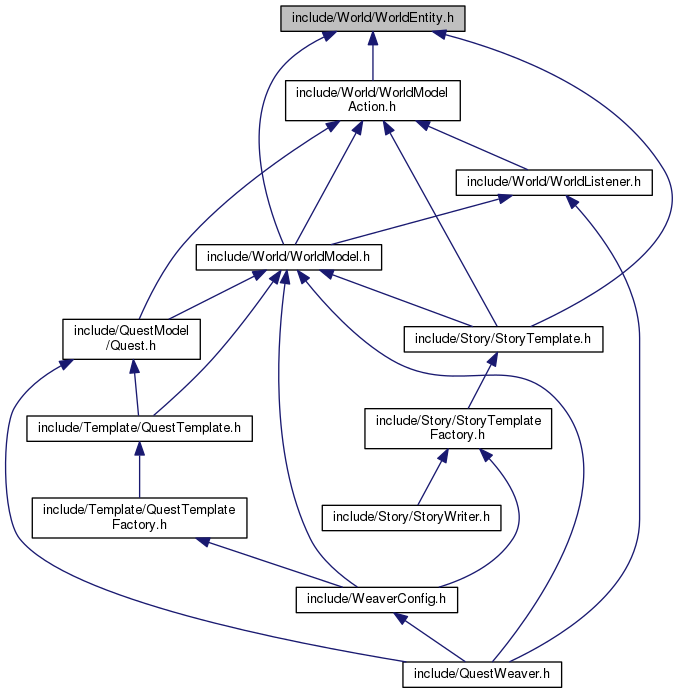 include/World/WorldEntity.h
include/World/WorldModel
Action.h
include/World/WorldListener.h
include/World/WorldModel.h
include/QuestModel
/Quest.h
include/Story/StoryTemplate.h
include/Template/QuestTemplate.h
include/Story/StoryTemplate
Factory.h
include/Template/QuestTemplate
Factory.h
include/Story/StoryWriter.h
include/WeaverConfig.h
include/QuestWeaver.h